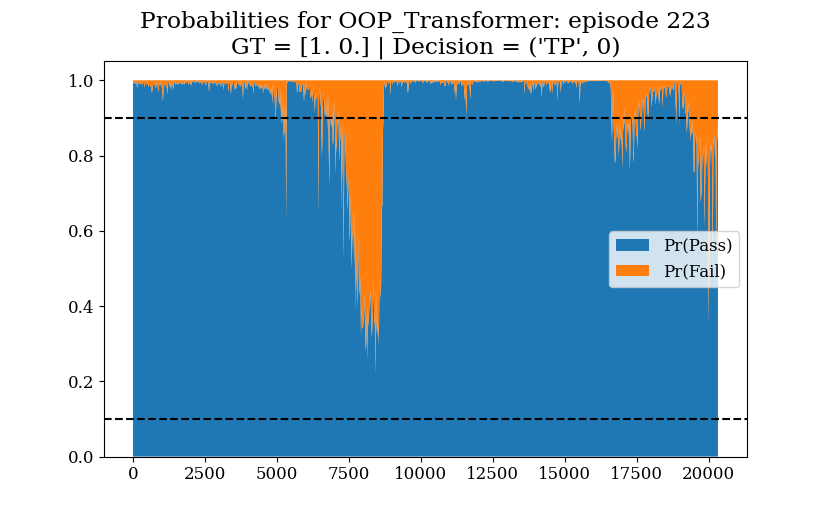 Probabilities for OOP_Transformer: episode 223
GT = [1. 0.] | Decision = ('TP', 0)
1.0
0.8
0.6
0.4
0.2
0.0
Pr(Pass)
Pr(Fail)
0 2500 5000 7500 10000 12500 15000 17500 20000